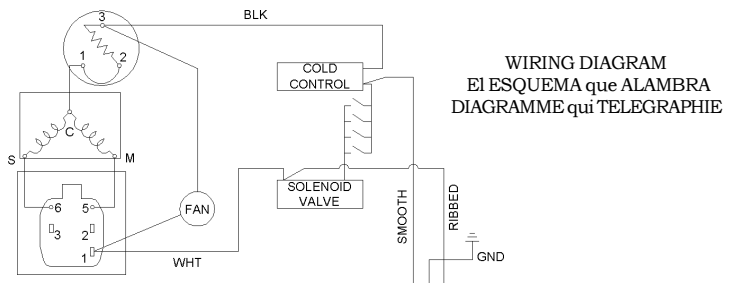 3
BLK
1
2
COLD
CONTROL
WIRING DIAGRAM
El ESQUEMA que ALAMBRA
DIAGRAMME qui TELEGRAPHIE
C
S
M
SOLENOID
VALVE
6
5
3
2
1
FAN
WHT
SMOOTH
RIBBED
GND